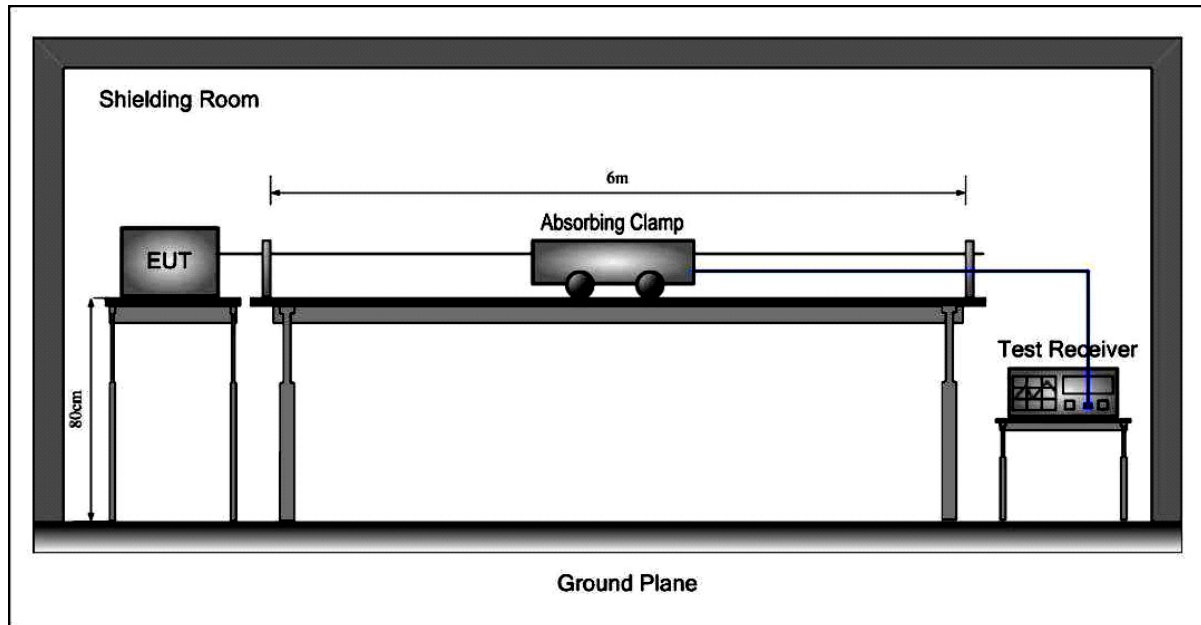 Shielding Room
6m
Absorbing Clamp
EUT
Test Receiver
80cm
Ground Plane